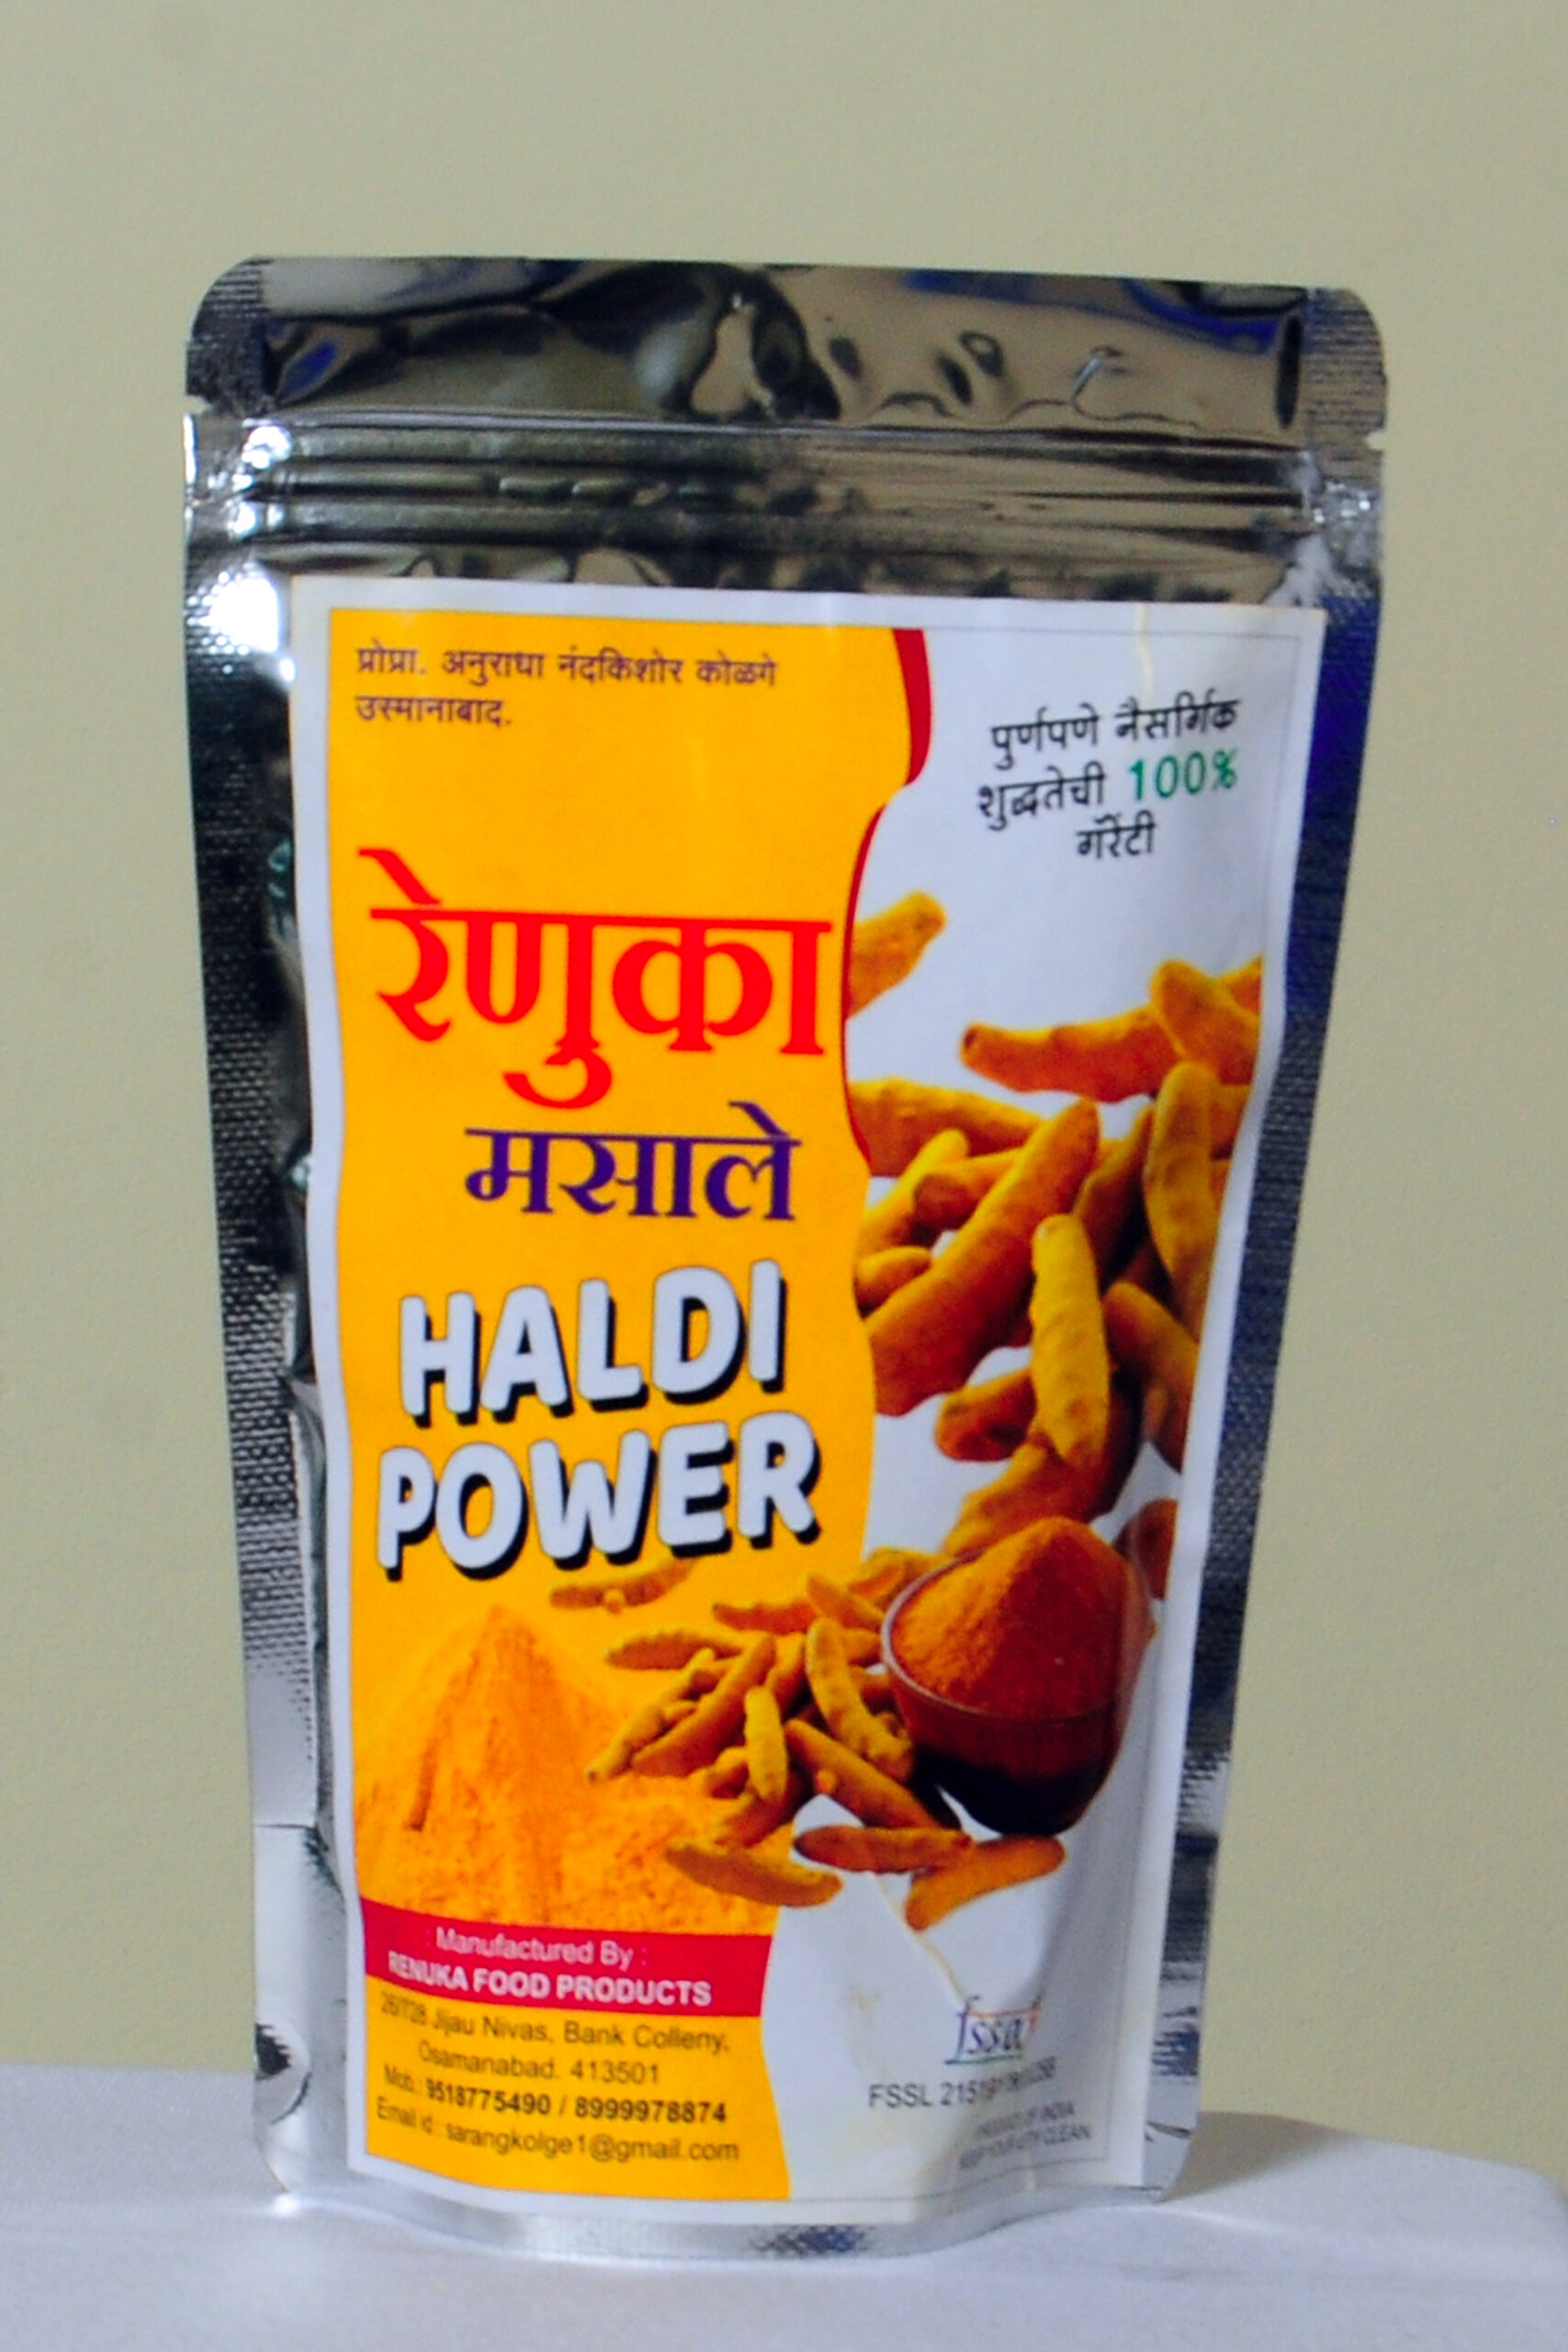 प्रोप्रा. अनुराधा नंदकिशोर कोळगे
उस्मानाबाद.
पुर्णपणे नैसर्गिक
शुद्धतेची 100%
गॅरेंटी
रेणुका
मसाले
HALDI
POWER
Manufactured By :
RENUKA FOOD PRODUCTS
Jijau Nivas, Bank Colleny,
Osamanabad. 413501
Mob.: 9518775490 / 8999978874
Email id : sarangkolge1@gmail.com
fssai
FSSL